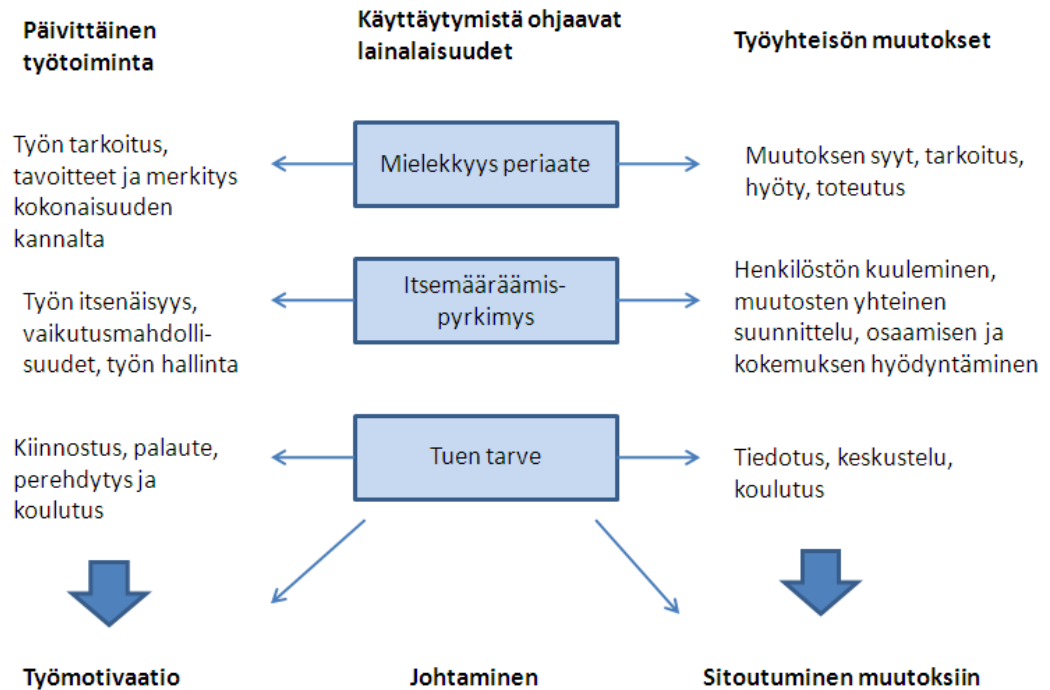 Päivittäinen
työtoiminta
Käyttäytymistä ohjaavat
lainalaisuudet
Työyhteisön muutokset
Työn tarkoitus,
tavoitteet ja merkitys
kokonaisuuden
kannalta
Mielekkyys periaate
Muutoksen syyt, tarkoitus,
hyöty, toteutus
Työn itsenäisyys,
vaikutusmahdolli-
suudet, työn hallinta
Itsemääräämis-
pyrkimys
Henkilöstön kuuleminen,
muutosten yhteinen
suunnittelu, osaamisen ja
kokemuksen hyödyntäminen
Kiinnostus, palaute,
perehdytys ja
koulutus
Tuen tarve
Tiedotus, keskustelu,
koulutus
Työmotivaatio
Johtaminen
Sitoutuminen muutoksiin